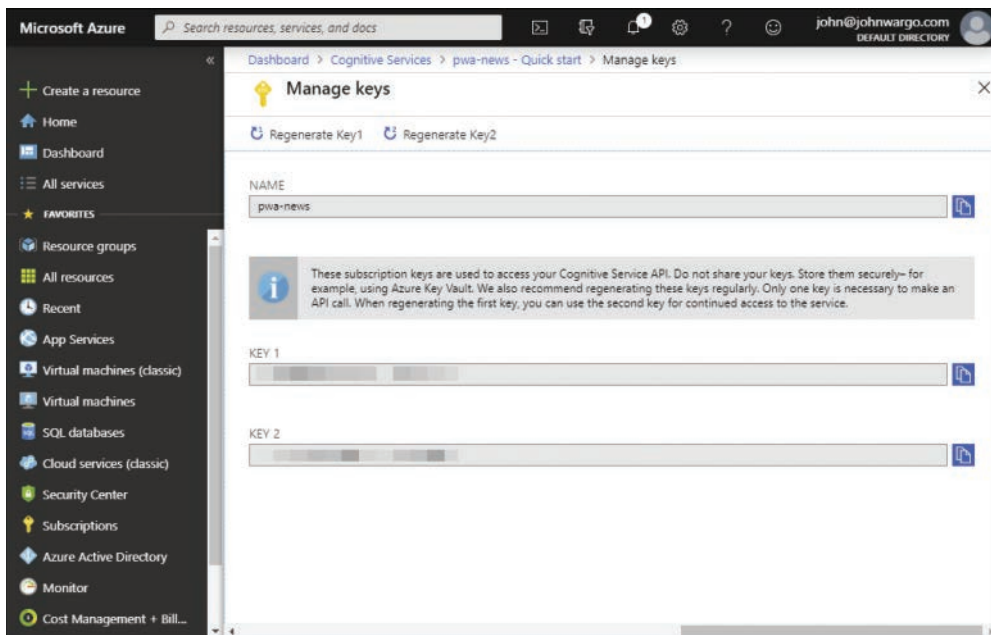 Microsoft Azure
Search resources, services, and docs
1
?
john@johnwargo.com
DEFAULT DIRECTORY
«
Create a resource
Home
Dashboard
All services
FAVORITES
Resource groups
All resources
Recent
App Services
Virtual machines (classic)
Virtual machines
SQL databases
Cloud services (classic)
Security Center
Subscriptions
Azure Active Directory
Monitor
Cost Management + Bill...
Dashboard > Cognitive Services > pwa-news - Quick start > Manage keys
Manage keys
Regenerate Key1 Regenerate Key2
NAME
pwa-news
These subscription keys are used to access your Cognitive Service API. Do not share your keys. Store them securely– for
example, using Azure Key Vault. We also recommend regenerating these keys regularly. Only one key is necessary to make an
API call. When regenerating the first key, you can use the second key for continued access to the service.
KEY 1
KEY 2